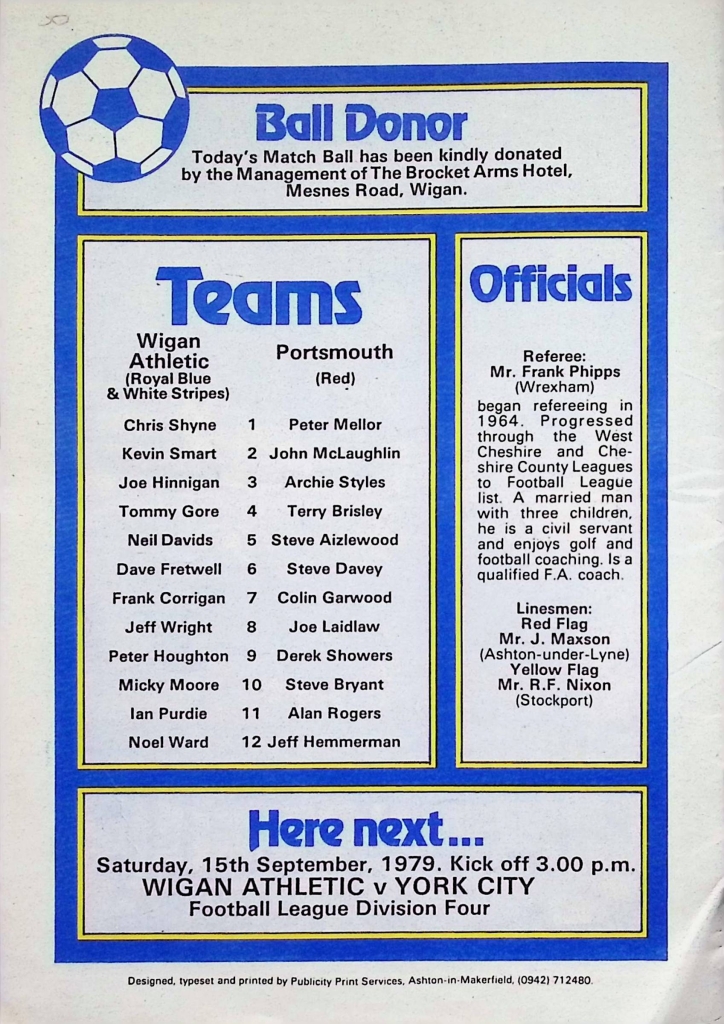 Ball Donor
Today's Match Ball has been kindly donated
by the Management of The Brocket Arms Hotel,
Mesnes Road, Wigan.
Teams
Wigan
Athletic
(Royal Blue
& White Stripes)
Portsmouth
(Red)
Chris Shyne 1 Peter Mellor
Kevin Smart 2 John McLaughlin
Joe Hinnigan 3 Archie Styles
Tommy Gore 4 Terry Brisley
Neil Davids 5 Steve Aizlewood
Dave Fretwell 6 Steve Davey
Frank Corrigan 7 Colin Garwood
Jeff Wright 8 Joe Laidlaw
Peter Houghton 9 Derek Showers
Micky Moore 10 Steve Bryant
Ian Purdie 11 Alan Rogers
Noel Ward 12 Jeff Hemmerman
Officials
Referee:
Mr. Frank Phipps
(Wrexham)
began refereeing in
1964. Progressed
through the West
Cheshire and Che-
shire County Leagues
to Football League
list. A married man
with three children,
he is a civil servant
and enjoys golf and
football coaching. Is a
qualified F.A. coach.
Linesmen:
Red Flag
Mr. J. Maxson
(Ashton-under-Lyne)
Yellow Flag
Mr. R.F. Nixon
(Stockport)
Here next...
Saturday, 15th September, 1979. Kick off 3.00 p.m.
WIGAN ATHLETIC v YORK CITY
Football League Division Four
Designed, typeset and printed by Publicity Print Services, Ashton-in-Makerfield, (0942) 712480.